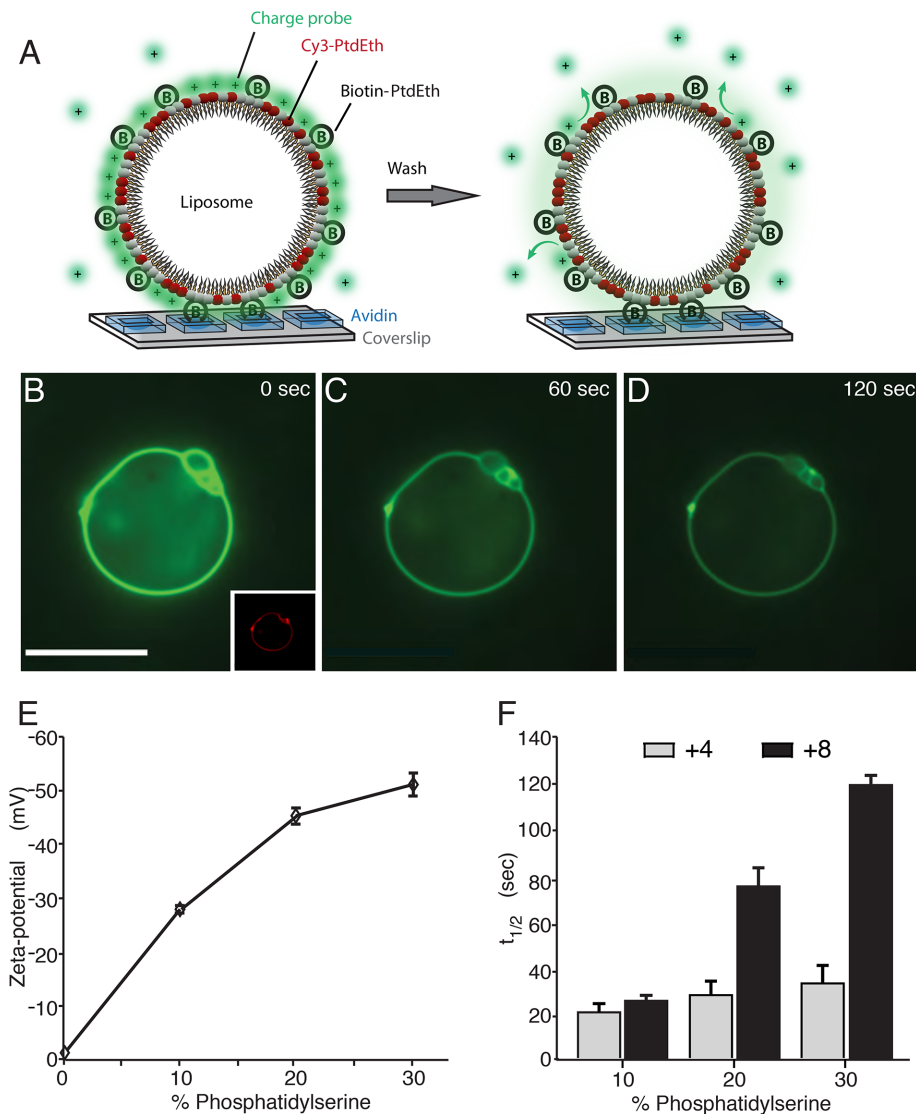 A
Charge probe
Cy3-PtdEth
Biotin-PtdEth
B B B B B B B B B B
+ + + + + + + + + + + + + + + +
Liposome
Wash
Avidin
Coverslip
B 0 sec
C 60 sec
D 120 sec
E
Zeta-potential (mV)
-60
-50
-40
-30
-20
-10
0
0 10 20 30
% Phosphatidylserine
F
+4 +8
t1/2 (sec)
140
120
100
80
60
40
20
0
10 20 30
% Phosphatidylserine